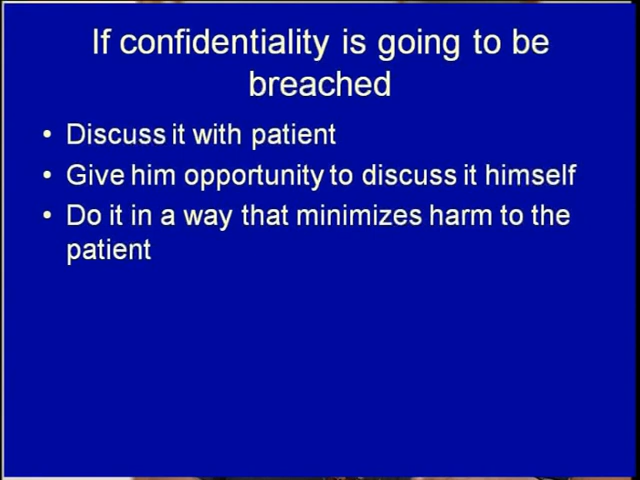 If confidentiality is going to be
breached
• Discuss it with patient
• Give him opportunity to discuss it himself
• Do it in a way that minimizes harm to the
patient